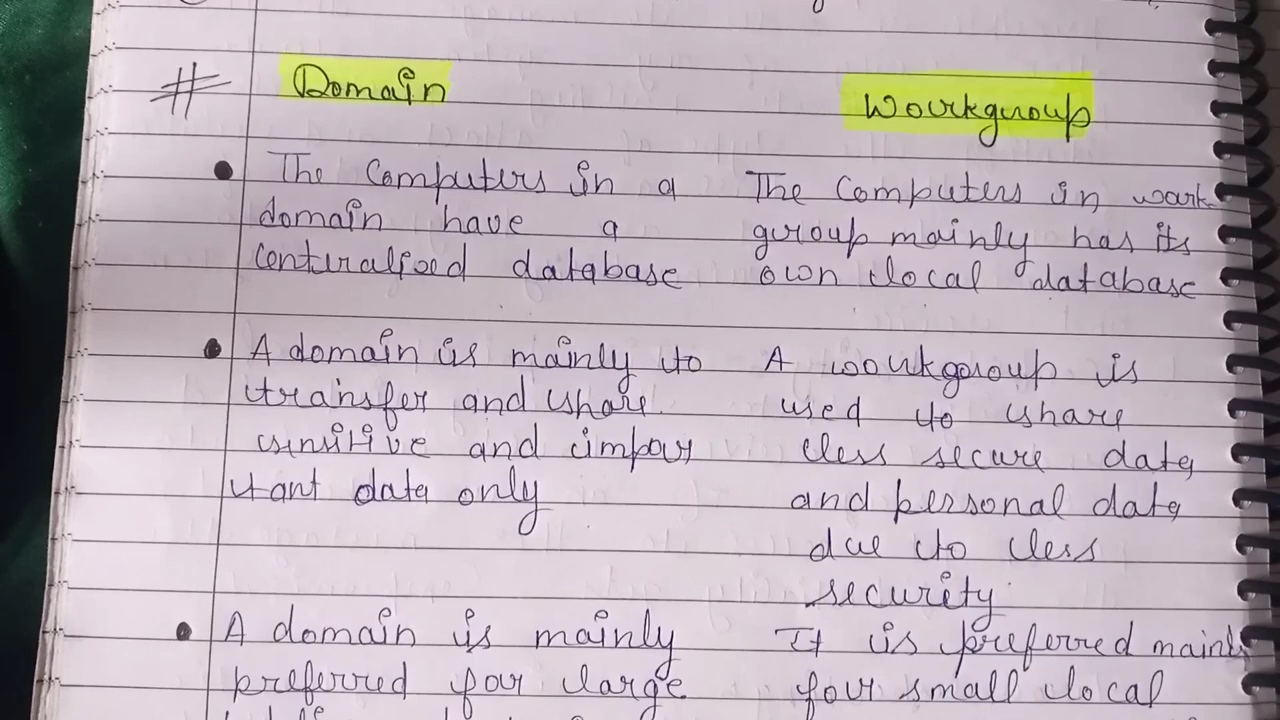 # Domain Workgroup
• The Computers in a The Computers in work
domain have a group mainly has its
Centeralised database own local database
• A domain is mainly to A workgroup is
transfer and share used to share
sensitive and impor less secure data
tant data only and personal data
due to less
security
• A domain is mainly It is preferred mainly
preferred for large for small local